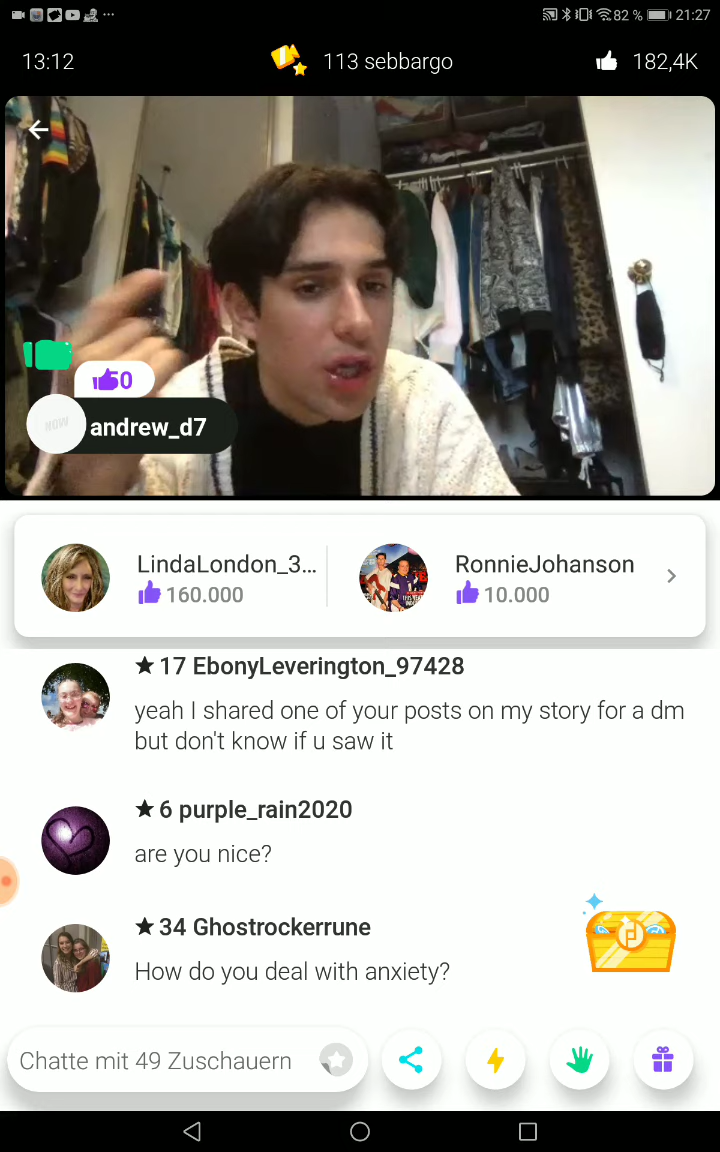 82 % 21:27
13:12 113 sebbargo 182,4K
50
NOW andrew_d7
LindaLondon_3... RonnieJohanson
160.000 10.000
★ 17 EbonyLeverington_97428
yeah I shared one of your posts on my story for a dm
but don't know if u saw it
★ 6 purple_rain2020
are you nice?
★ 34 Ghostrockerrune
How do you deal with anxiety?
Chatte mit 49 Zuschauern